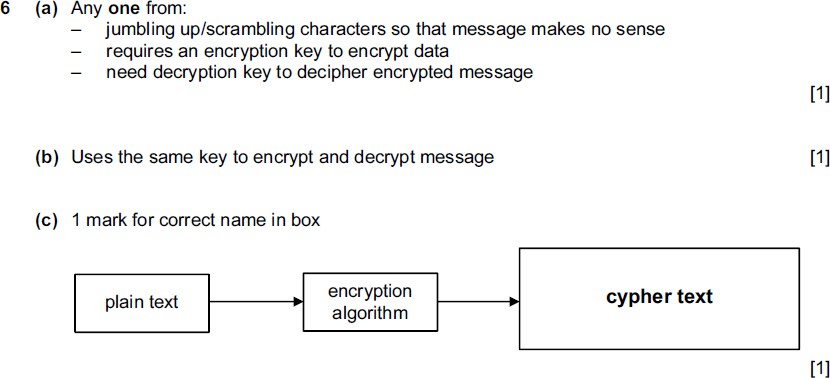 6 (a) Any one from:
– jumbling up/scrambling characters so that message makes no sense
– requires an encryption key to encrypt data
– need decryption key to decipher encrypted message
[1]
(b) Uses the same key to encrypt and decrypt message [1]
(c) 1 mark for correct name in box
plain text
encryption
algorithm
cypher text
[1]